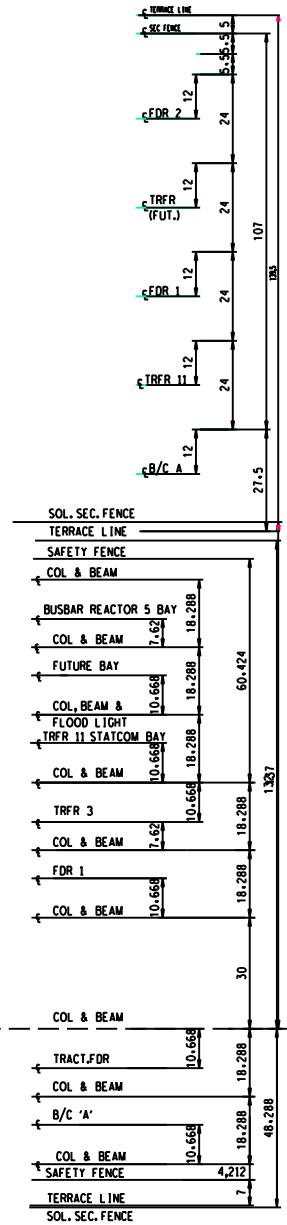 ℄ TERRACE LINE
℄ SEC FENCE
5
5.5
5.5
12
℄ FDR 2
24
12
℄ TRFR
(FUT.)
24
107
12
℄ FDR 1
24
12
℄ TRFR 11
24
12
℄ B/C A
27.5
SOL. SEC. FENCE
TERRACE LINE
SAFETY FENCE
℄ COL & BEAM
BUSBAR REACTOR 5 BAY
18.288
7.62
℄ COL & BEAM
60.424
FUTURE BAY
18.288
10.668
℄ COL, BEAM &
FLOOD LIGHT
TRFR 11 STATCOM BAY
10.668
18.288
℄ COL & BEAM
10.668
18.288
TRFR 3
7.62
℄ COL & BEAM
℄ FDR 1
10.668
18.288
℄ COL & BEAM
30
COL & BEAM
10.668
18.288
℄ TRACT.FDR
℄ COL & BEAM
48.288
℄ B/C 'A'
10.668
18.288
℄ COL & BEAM
SAFETY FENCE
4,212
7
TERRACE LINE
SOL. SEC. FENCE